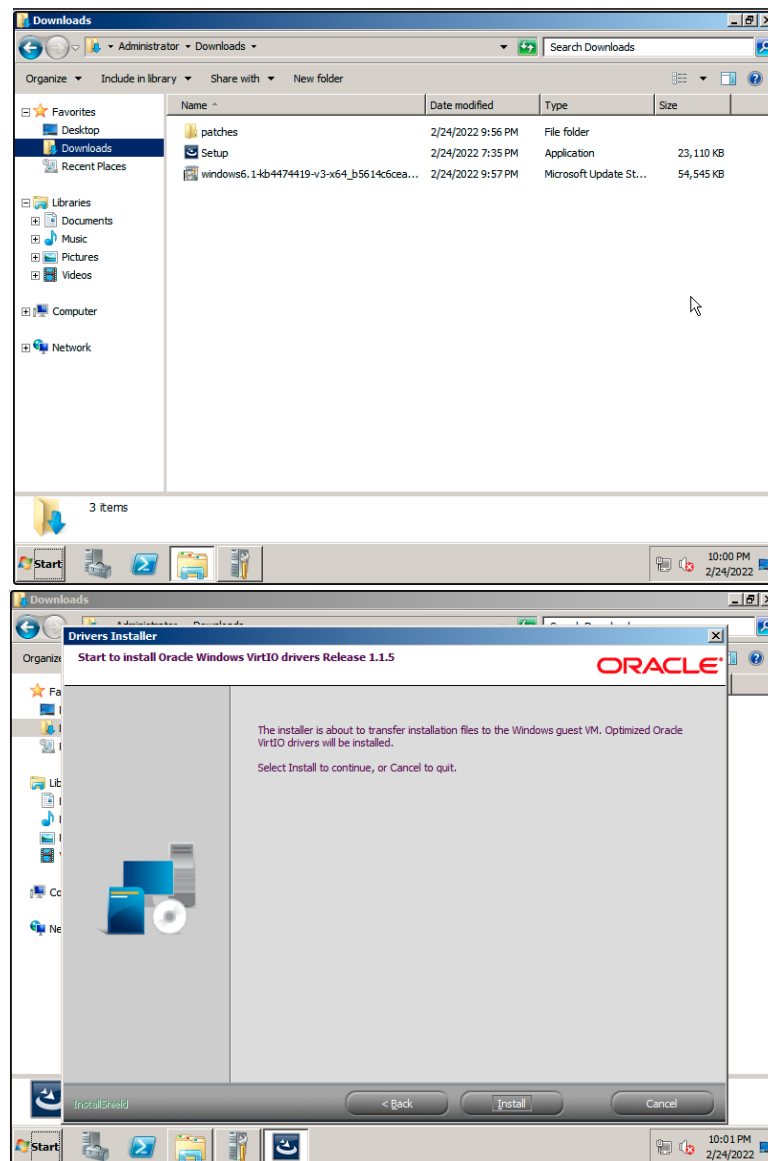 Downloads
Administrator Downloads
Search Downloads
Organize Include in library Share with New folder
Name Date modified Type Size
Favorites
Desktop
Downloads
Recent Places
Libraries
Documents
Music
Pictures
Videos
Computer
Network
patches 2/24/2022 9:56 PM File folder
Setup 2/24/2022 7:35 PM Application 23,110 KB
windows6.1-kb4474419-v3-x64_b5614c6cea... 2/24/2022 9:57 PM Microsoft Update St... 54,545 KB
3 items
Start
10:00 PM
2/24/2022
Downloads
Organize
Drivers Installer
Start to install Oracle Windows VirtIO drivers Release 1.1.5
ORACLE
The installer is about to transfer installation files to the Windows guest VM. Optimized Oracle
VirtIO drivers will be installed.
Select Install to continue, or Cancel to quit.
Fa
Lib
Co
Ne
InstallShield
< Back Install Cancel
Start
10:01 PM
2/24/2022